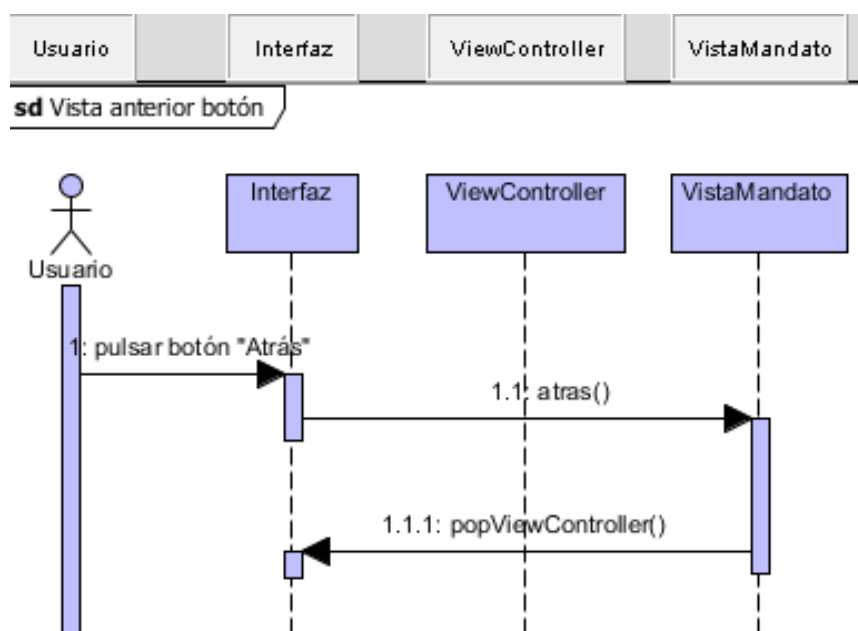 Usuario Interfaz ViewController VistaMandato
sd Vista anterior botón
Interfaz ViewController VistaMandato
Usuario
1: pulsar botón "Atrás"
1.1: atras()
1.1.1: popViewController()